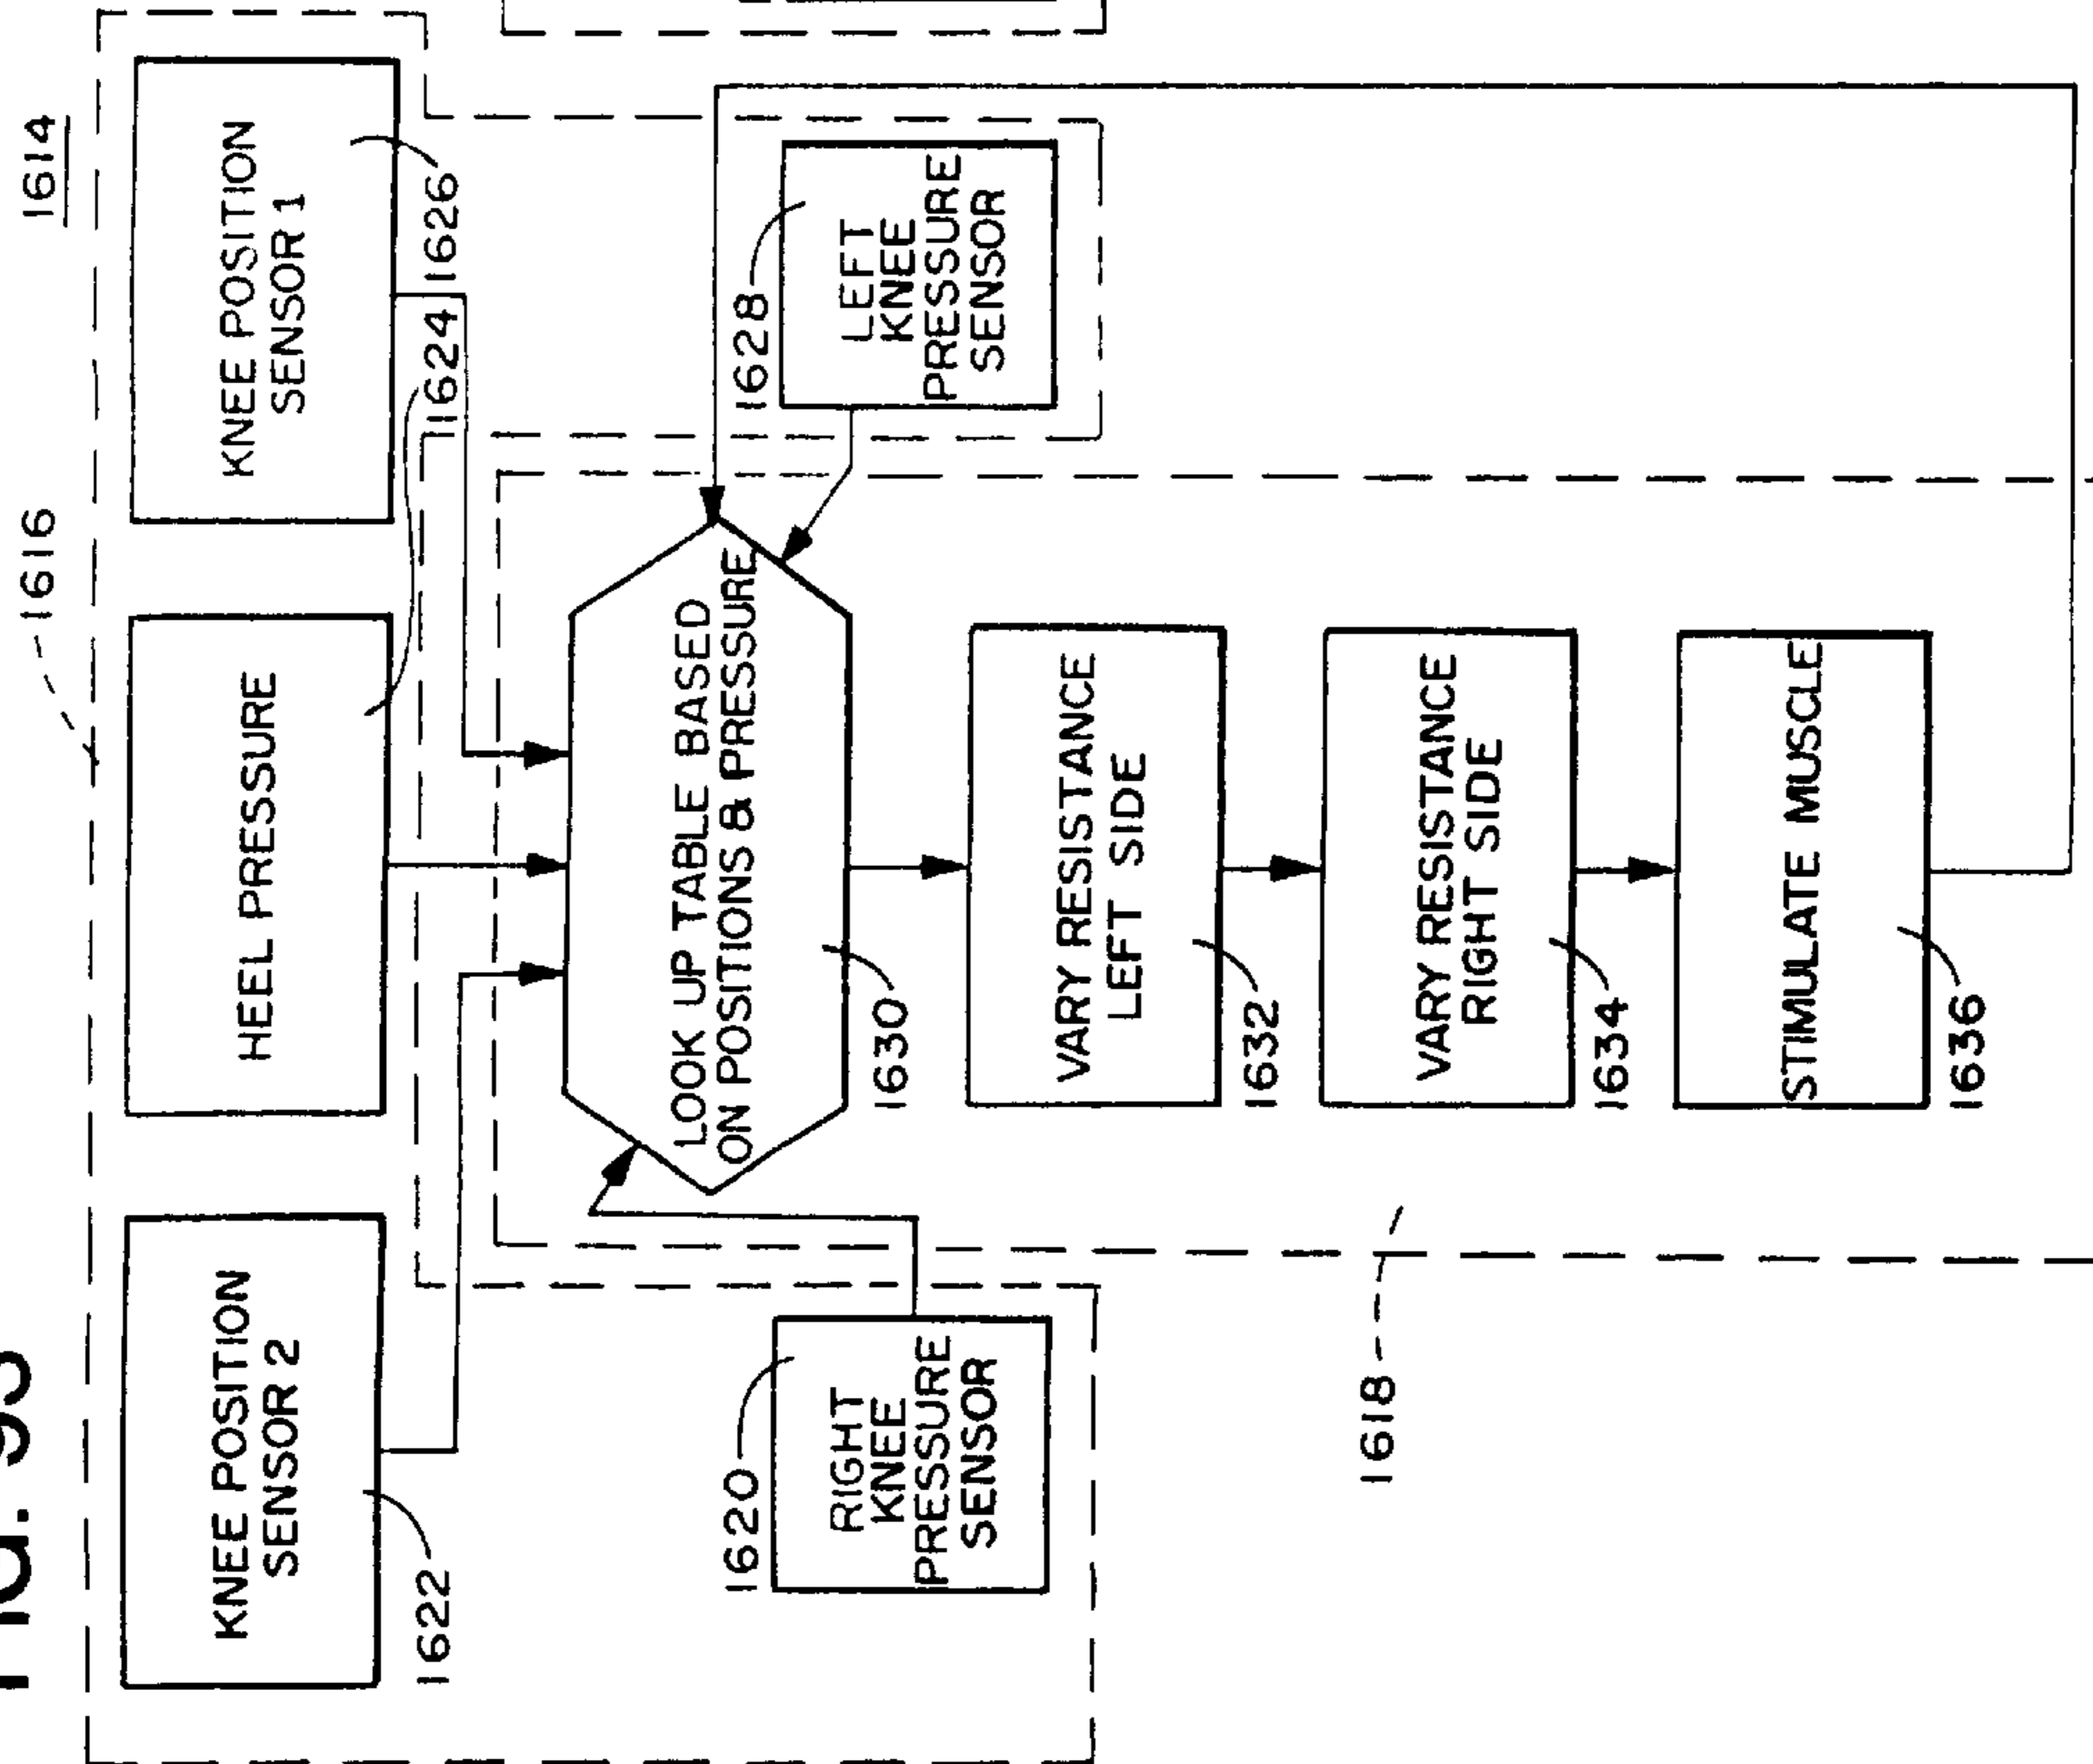 1614
1616
KNEE POSITION
SENSOR 2
1622
HEEL PRESSURE
1624
KNEE POSITION
SENSOR 1
1626
1620
RIGHT
KNEE
PRESSURE
SENSOR
LOOK UP TABLE BASED
ON POSITIONS & PRESSURE
1630
1628
LEFT
KNEE
PRESSURE
SENSOR
VARY RESISTANCE
LEFT SIDE
1632
1618
VARY RESISTANCE
RIGHT SIDE
1634
STIMULATE MUSCLE
1636